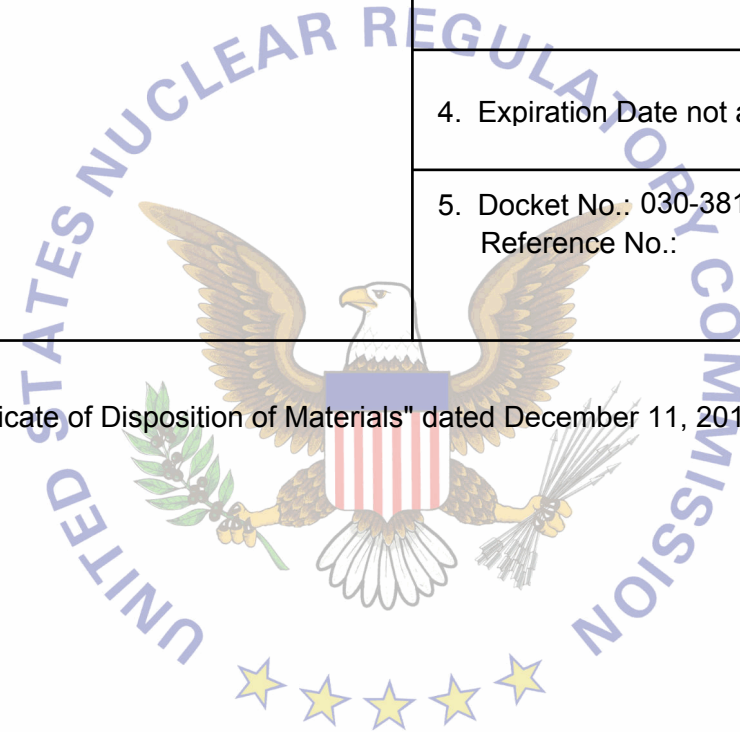 UNITED STATES NUCLEAR REGULATORY COMMISSION
4. Expiration Date not
5. Docket No.: 030-381
Reference No.:
icate of Disposition of Materials" dated December 11, 201